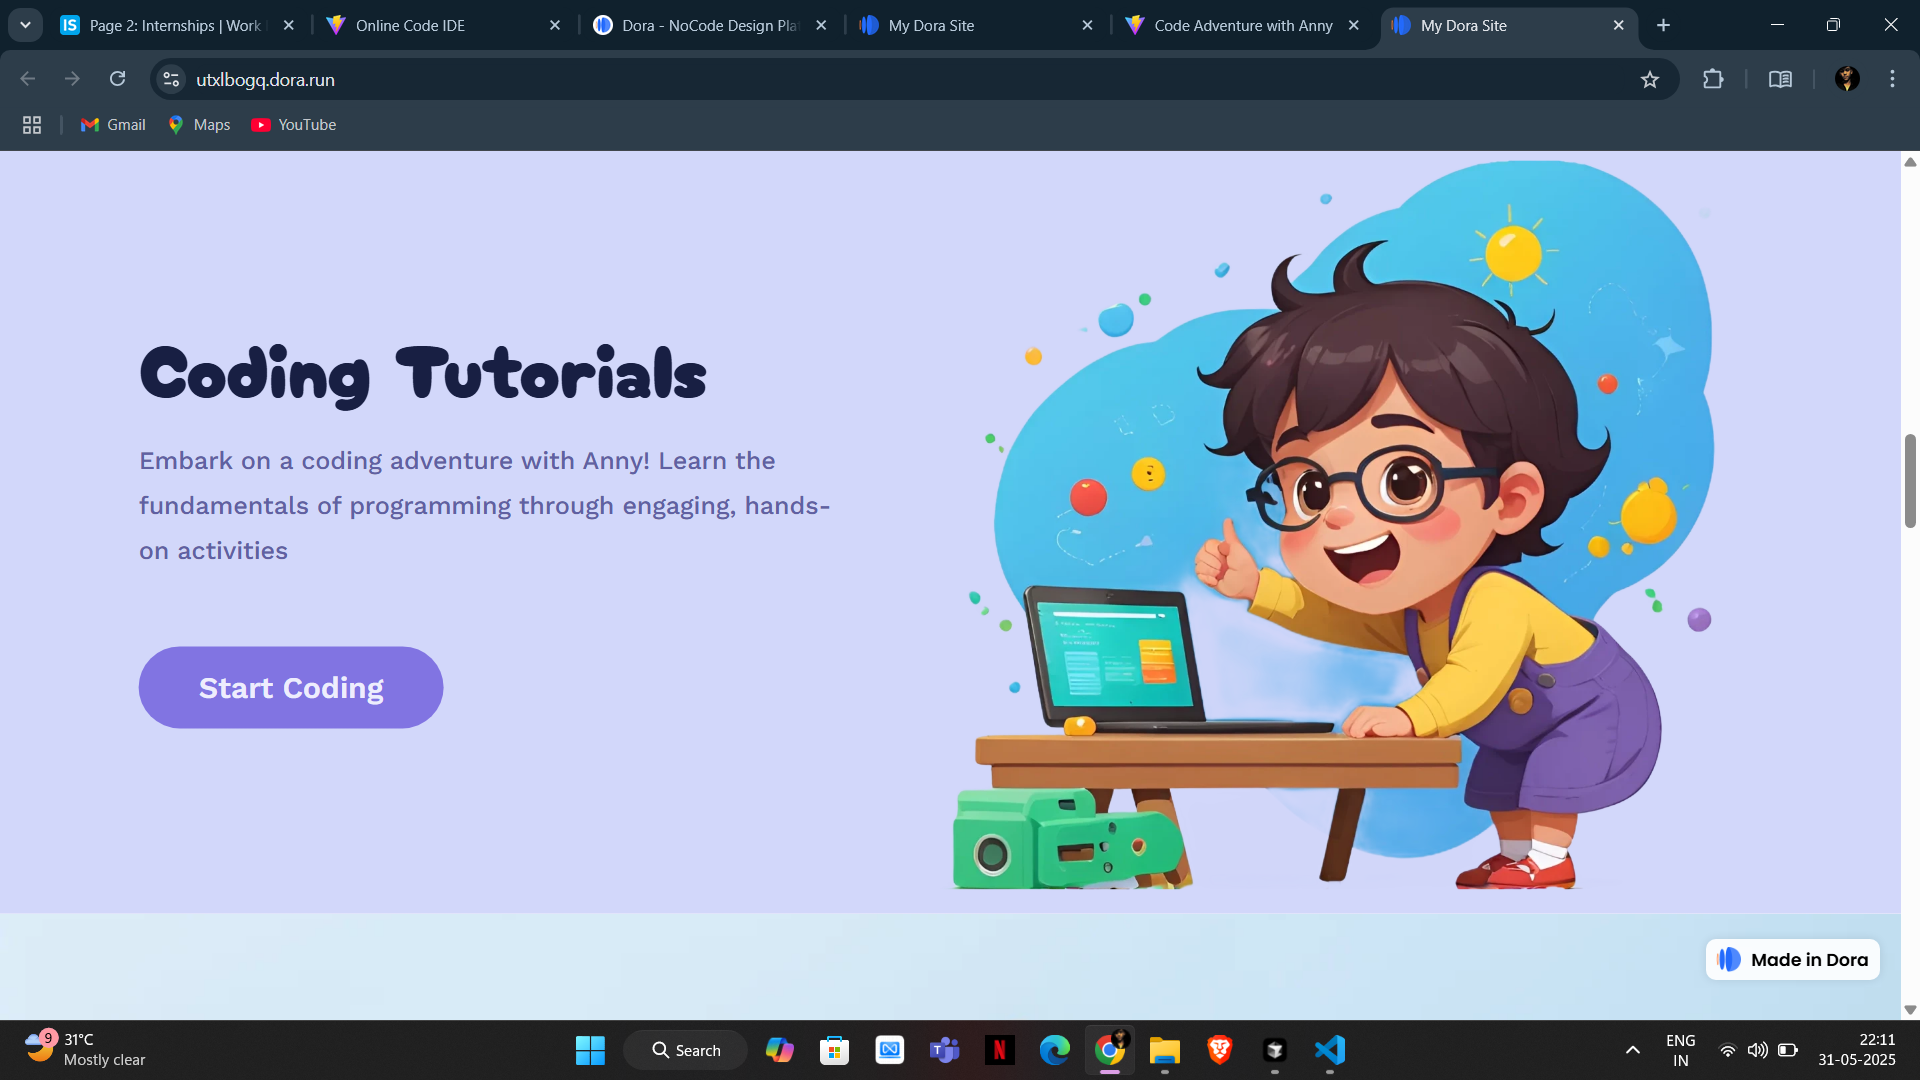 Page 2: Internships | Work
Online Code IDE
Dora - NoCode Design Pla
My Dora Site
Code Adventure with Anny
My Dora Site
utxlbogq.dora.run
Gmail
Maps
YouTube
Coding Tutorials
Embark on a coding adventure with Anny! Learn the
fundamentals of programming through engaging, hands-
on activities
Start Coding
Made in Dora
9
31°C
Mostly clear
Search
ENG
IN
22:11
31-05-2025